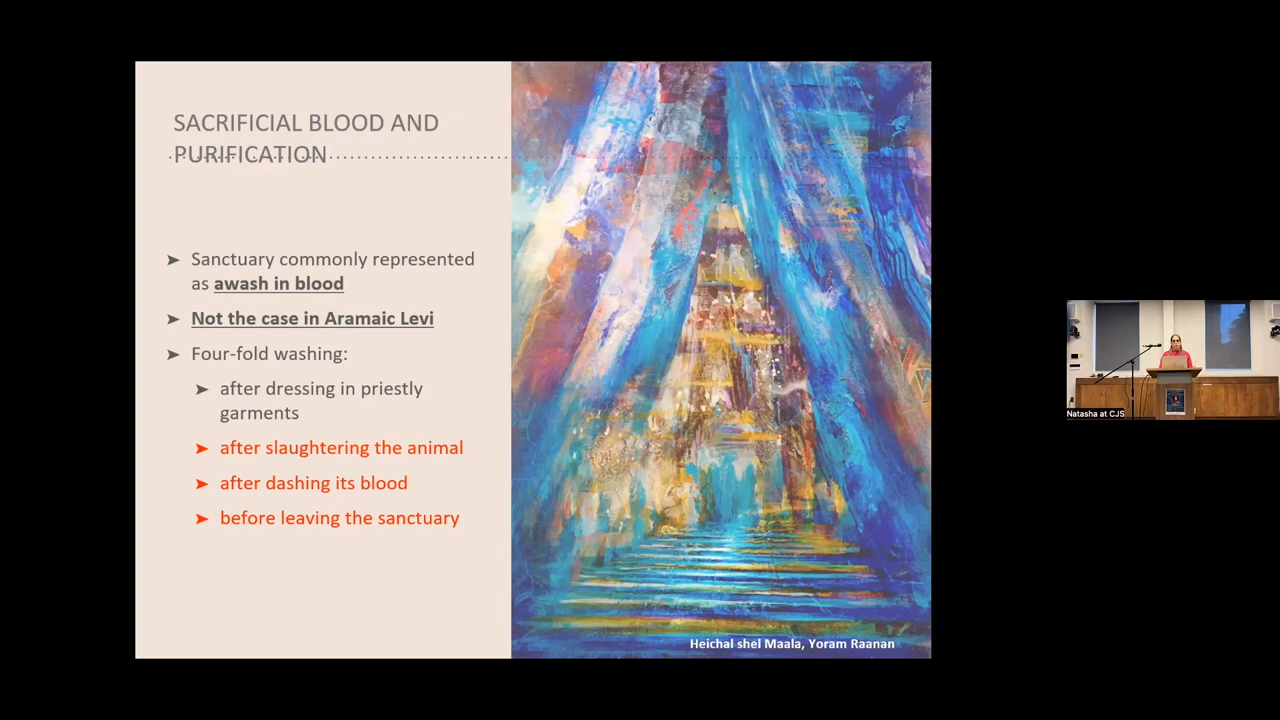 SACRIFICIAL BLOOD AND
PURIFICATION
➤ Sanctuary commonly represented
as awash in blood
➤ Not the case in Aramaic Levi
➤ Four-fold washing:
➤ after dressing in priestly
garments
➤ after slaughtering the animal
➤ after dashing its blood
➤ before leaving the sanctuary
Heichal shel Maala, Yoram Raanan
Natasha at CJS